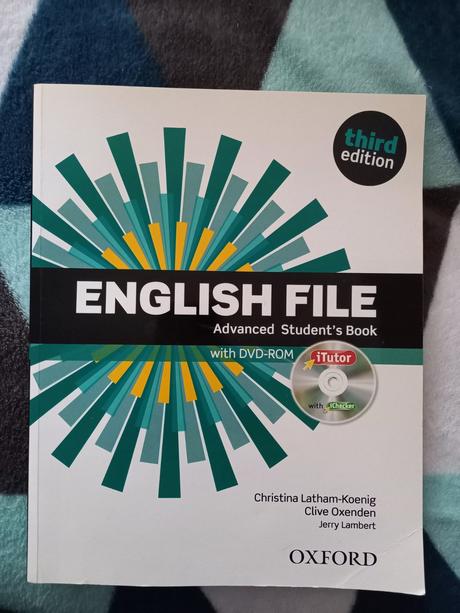 third
edition
ENGLISH FILE
Advanced Student's Book
with DVD-ROM
iTutor
with iChecker
Christina Latham-Koenig
Clive Oxenden
Jerry Lambert
OXFORD